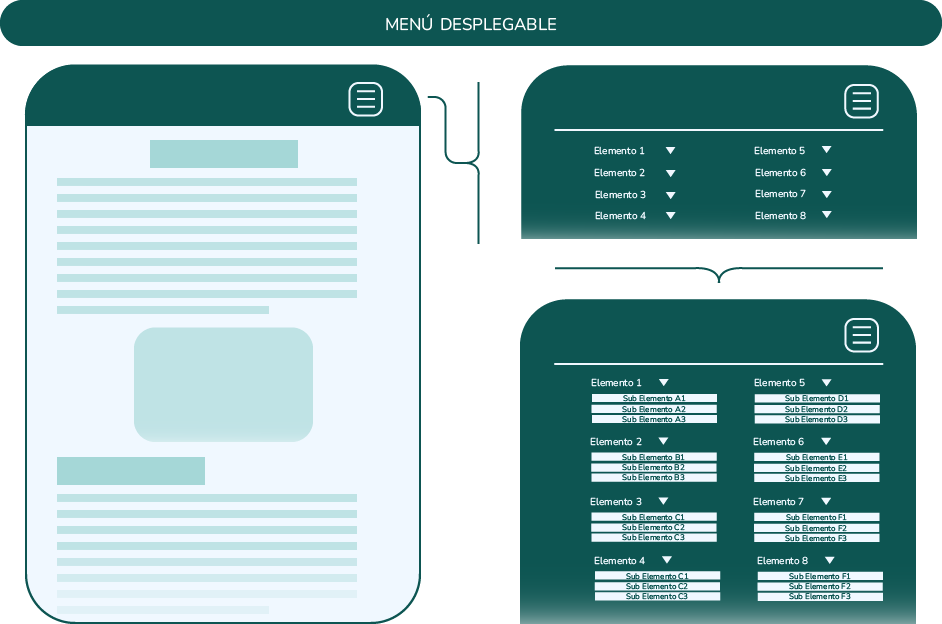 MENÚ DESPLEGABLE
Elemento 1
Elemento 2
Elemento 3
Elemento 4
Elemento 5
Elemento 6
Elemento 7
Elemento 8
Elemento 1
Sub Elemento A1
Sub Elemento A2
Sub Elemento A3
Elemento 2
Sub Elemento B1
Sub Elemento B2
Sub Elemento B3
Elemento 3
Sub Elemento C1
Sub Elemento C2
Sub Elemento C3
Elemento 4
Sub Elemento C1
Sub Elemento C2
Sub Elemento C3
Elemento 5
Sub Elemento D1
Sub Elemento D2
Sub Elemento D3
Elemento 6
Sub Elemento E1
Sub Elemento E2
Sub Elemento E3
Elemento 7
Sub Elemento F1
Sub Elemento F2
Sub Elemento F3
Elemento 8
Sub Elemento F1
Sub Elemento F2
Sub Elemento F3